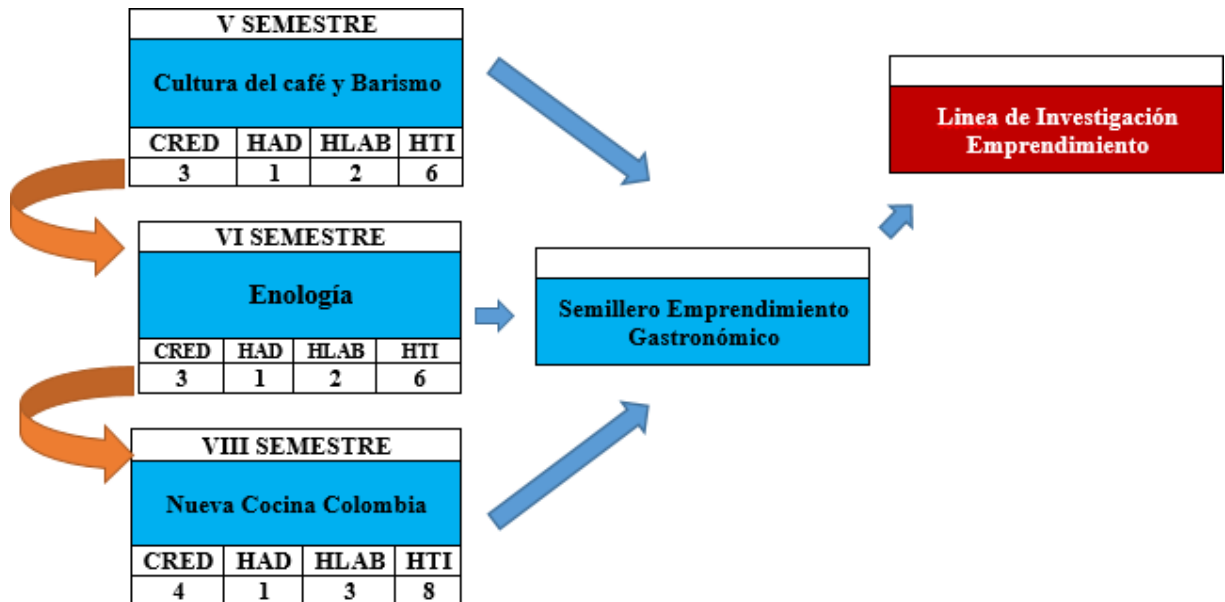 V SEMESTRE
Cultura del café y Barismo
CRED HAD HLAB HTI
3 1 2 6
VI SEMESTRE
Enología
CRED HAD HLAB HTI
3 1 2 6
VIII SEMESTRE
Nueva Cocina Colombia
CRED HAD HLAB HTI
4 1 3 8
Semillero Emprendimiento
Gastronómico
Linea de Investigación
Emprendimiento